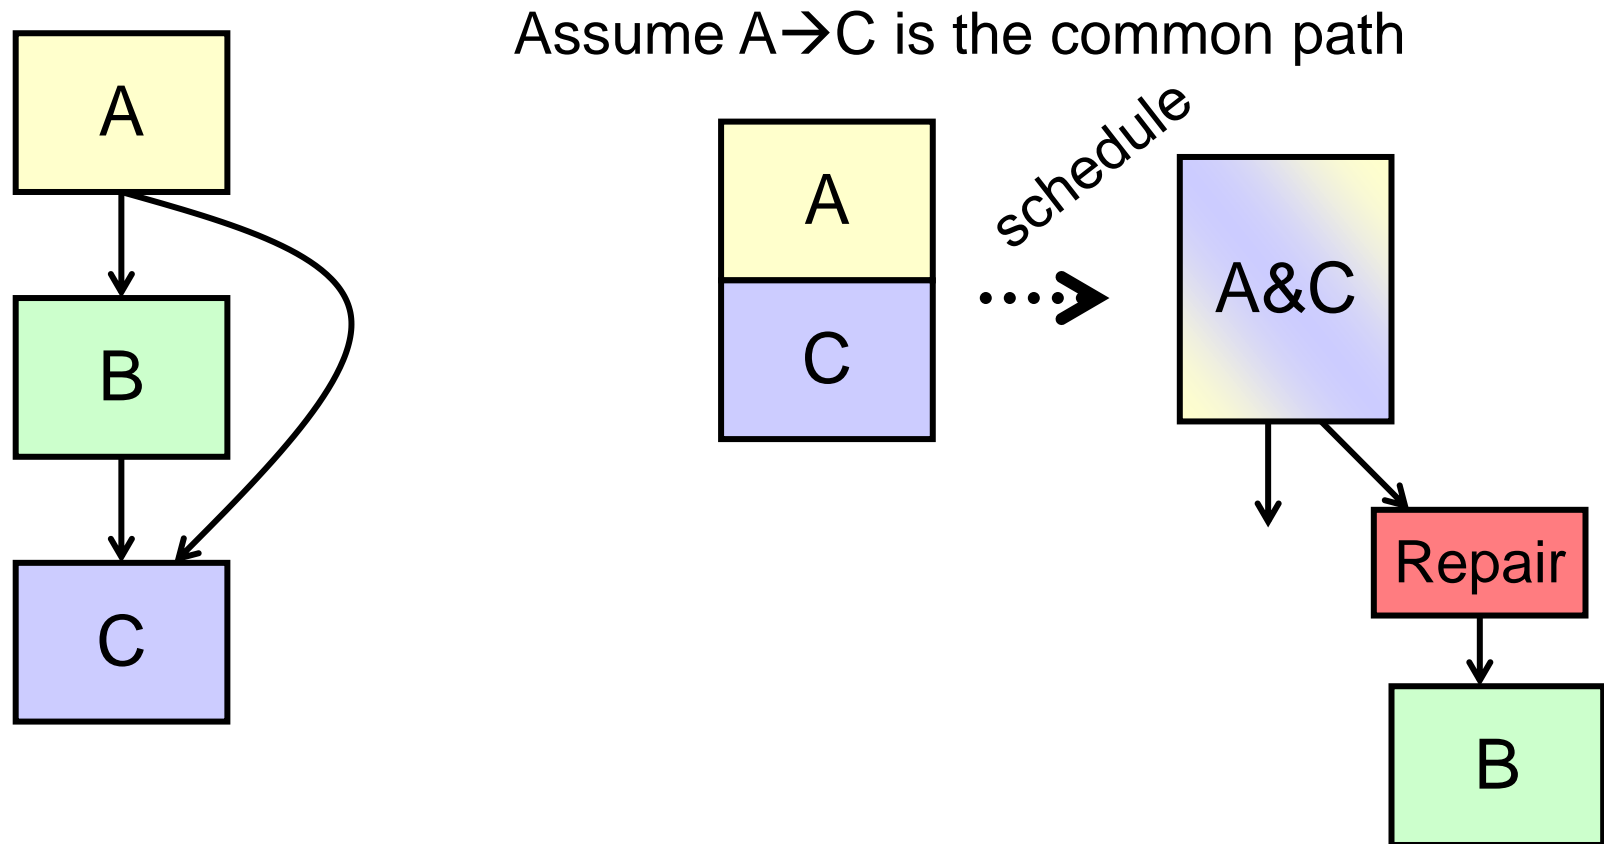 Assume A→C is the common path
A
B
C
A
C
schedule
A&C
Repair
B